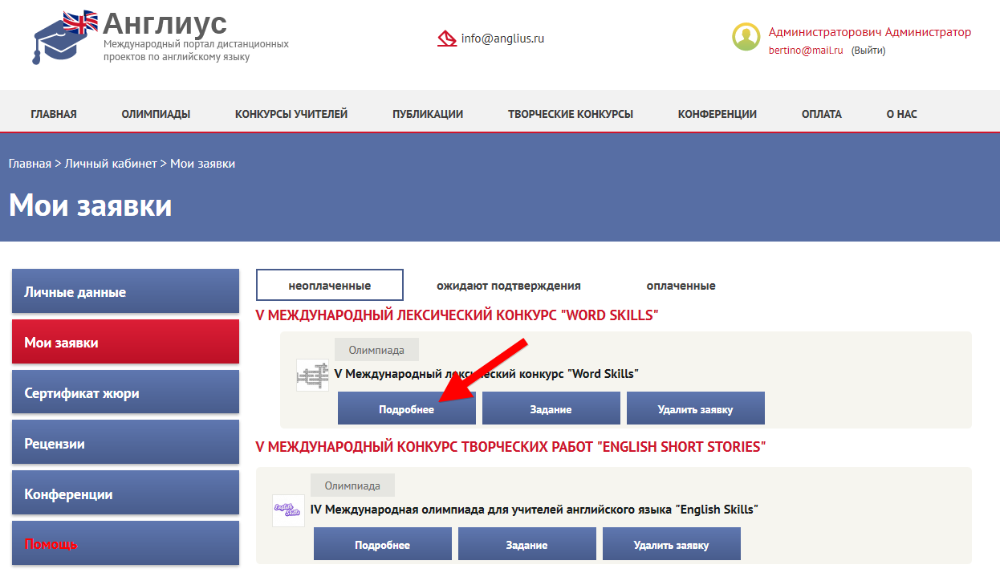 Англиус
Международный портал дистанционных
проектов по английскому языку
info@anglius.ru
Администраторович Администратор
bertino@mail.ru (Выйти)
ГЛАВНАЯ ОЛИМПИАДЫ КОНКУРСЫ УЧИТЕЛЕЙ ПУБЛИКАЦИИ ТВОРЧЕСКИЕ КОНКУРСЫ КОНФЕРЕНЦИИ ОПЛАТА О НАС
Главная > Личный кабинет > Мои заявки
Мои заявки
Личные данные
Мои заявки
Сертификат жюри
Рецензии
Конференции
Помощь
неоплаченные ожидают подтверждения оплаченные
V МЕЖДУНАРОДНЫЙ ЛЕКСИЧЕСКИЙ КОНКУРС "WORD SKILLS"
Олимпиада
V Международный лексический конкурс "Word Skills"
Подробнее Задание Удалить заявку
V МЕЖДУНАРОДНЫЙ КОНКУРС ТВОРЧЕСКИХ РАБОТ "ENGLISH SHORT STORIES"
Олимпиада
English
Skills
IV Международная олимпиада для учителей английского языка "English Skills"
Подробнее Задание Удалить заявку